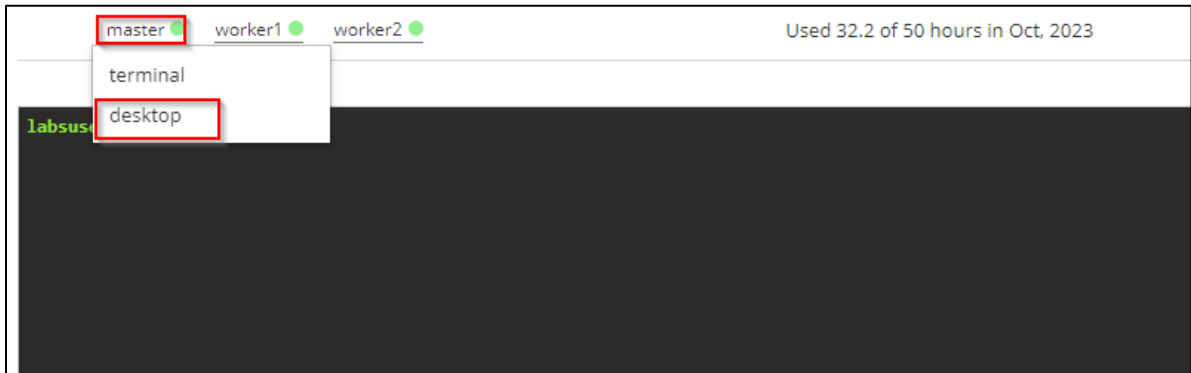 master worker1 worker2 Used 32.2 of 50 hours in Oct, 2023
terminal
desktop